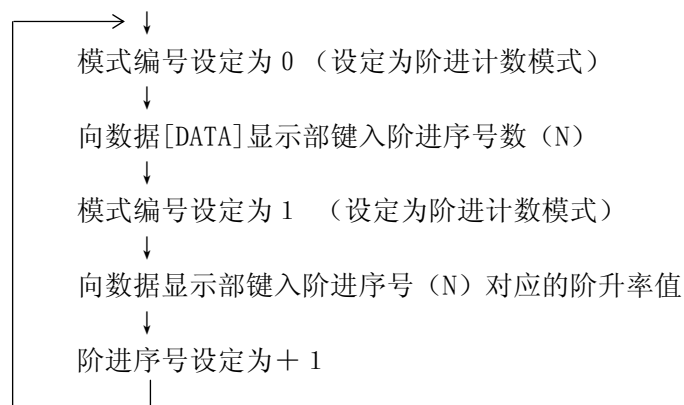 模式编号设定为０（设定为阶进计数模式）
向数据[DATA]显示部键入阶进序号数（N）
模式编号设定为１ （设定为阶进计数模式）
向数据显示部键入阶进序号（N）对应的阶升率值
阶进序号设定为＋１